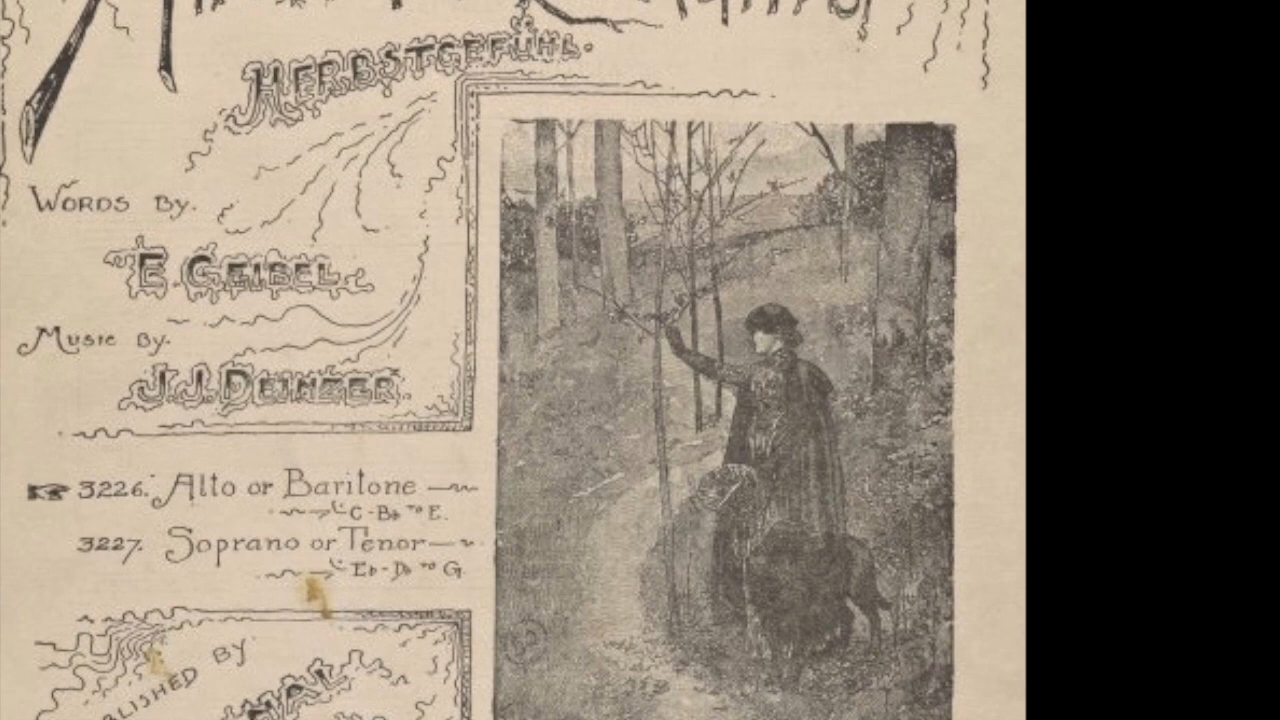 HERBSTGEFÜHL.
WORDS BY.
E. GEIBEL.
MUSIC BY.
J. J. DEINZER.
3226. Alto or Baritone
C - B♭ TO E.
3227. Soprano or Tenor
E♭ - D♭ TO G
BY